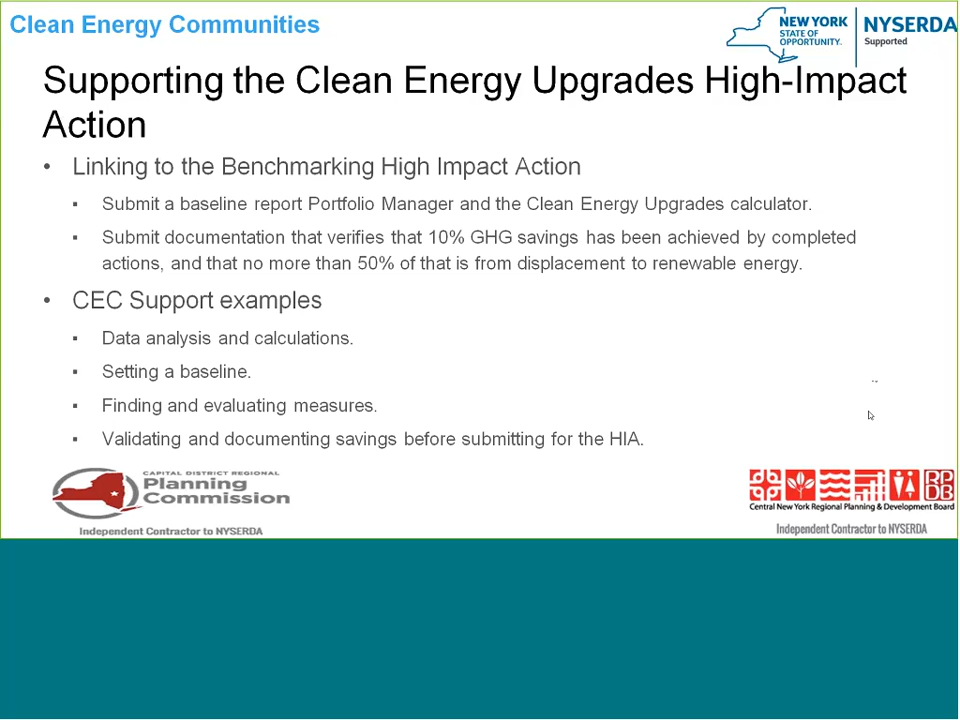 Clean Energy Communities
NEW YORK
STATE OF
OPPORTUNITY.
NYSERDA
Supported
Supporting the Clean Energy Upgrades High-Impact
Action
• Linking to the Benchmarking High Impact Action
▪ Submit a baseline report Portfolio Manager and the Clean Energy Upgrades calculator.
▪ Submit documentation that verifies that 10% GHG savings has been achieved by completed
actions, and that no more than 50% of that is from displacement to renewable energy.
• CEC Support examples
▪ Data analysis and calculations.
▪ Setting a baseline.
▪ Finding and evaluating measures.
▪ Validating and documenting savings before submitting for the HIA.
CAPITAL DISTRICT REGIONAL
Planning
Commission
Independent Contractor to NYSERDA
RP
DB
Central New York Regional Planning & Development Board
Independent Contractor to NYSERDA